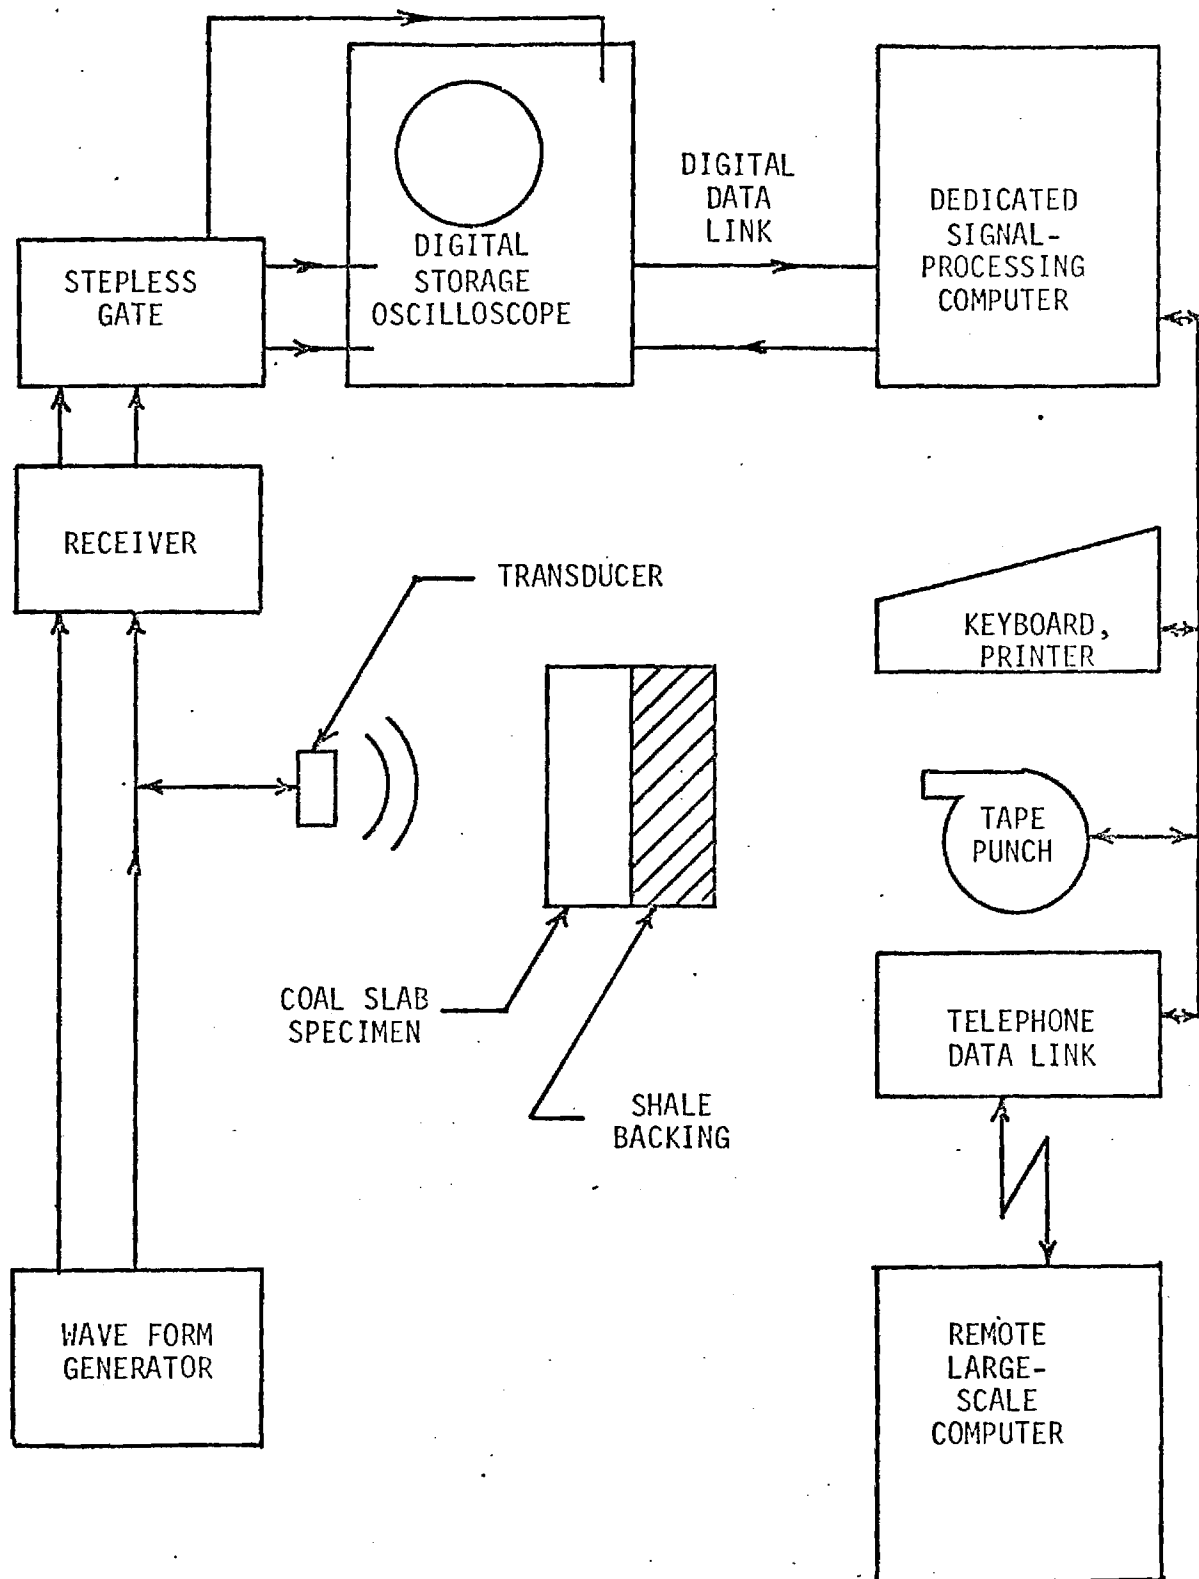 DIGITAL
DATA
LINK
DEDICATED
SIGNAL-
PROCESSING
COMPUTER
DIGITAL
STORAGE
OSCILLOSCOPE
STEPLESS
GATE
RECEIVER
TRANSDUCER
KEYBOARD,
PRINTER
TAPE
PUNCH
COAL SLAB
SPECIMEN
TELEPHONE
DATA LINK
SHALE
BACKING
WAVE FORM
GENERATOR
REMOTE
LARGE-
SCALE
COMPUTER